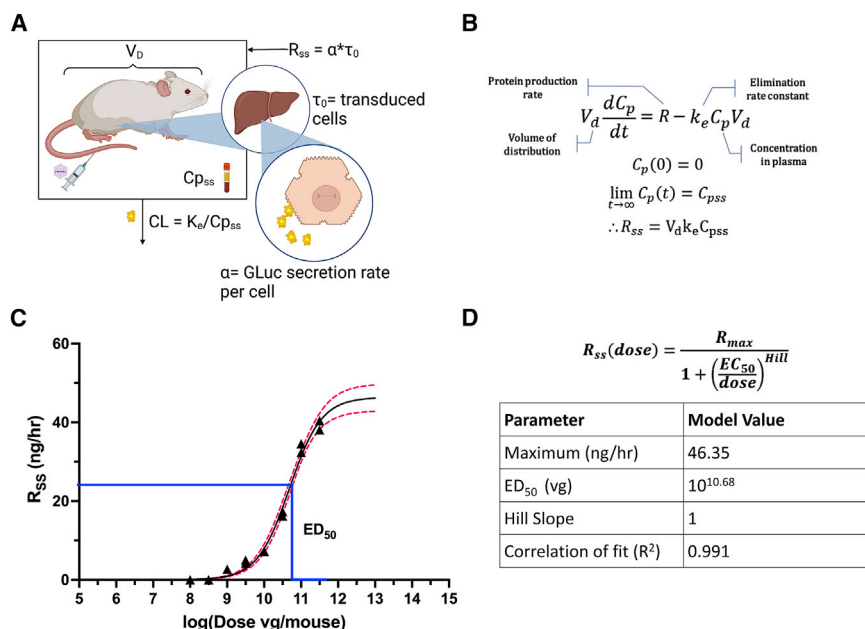 A
V_D
R_ss = α*τ_0
τ_0= transduced
cells
Cp_ss
CL = K_e/Cp_ss
α= GLuc secretion rate
per cell
B
Protein production
rate
Elimination
rate constant
V_d dC_p/dt = R − k_e C_p V_d
Volume of
distribution
Concentration
in plasma
C_p(0) = 0
lim t→∞ C_p(t) = C_pss
∴ R_ss = V_d k_e C_pss
C
60
40
20
0
R_SS (ng/hr)
ED_50
5 6 7 8 9 10 11 12 13 14 15
log(Dose vg/mouse)
D
R_ss(dose) = R_max / 1 + (EC_50/dose)^Hill
Parameter Model Value
Maximum (ng/hr) 46.35
ED_50 (vg) 10^10.68
Hill Slope 1
Correlation of fit (R^2) 0.991